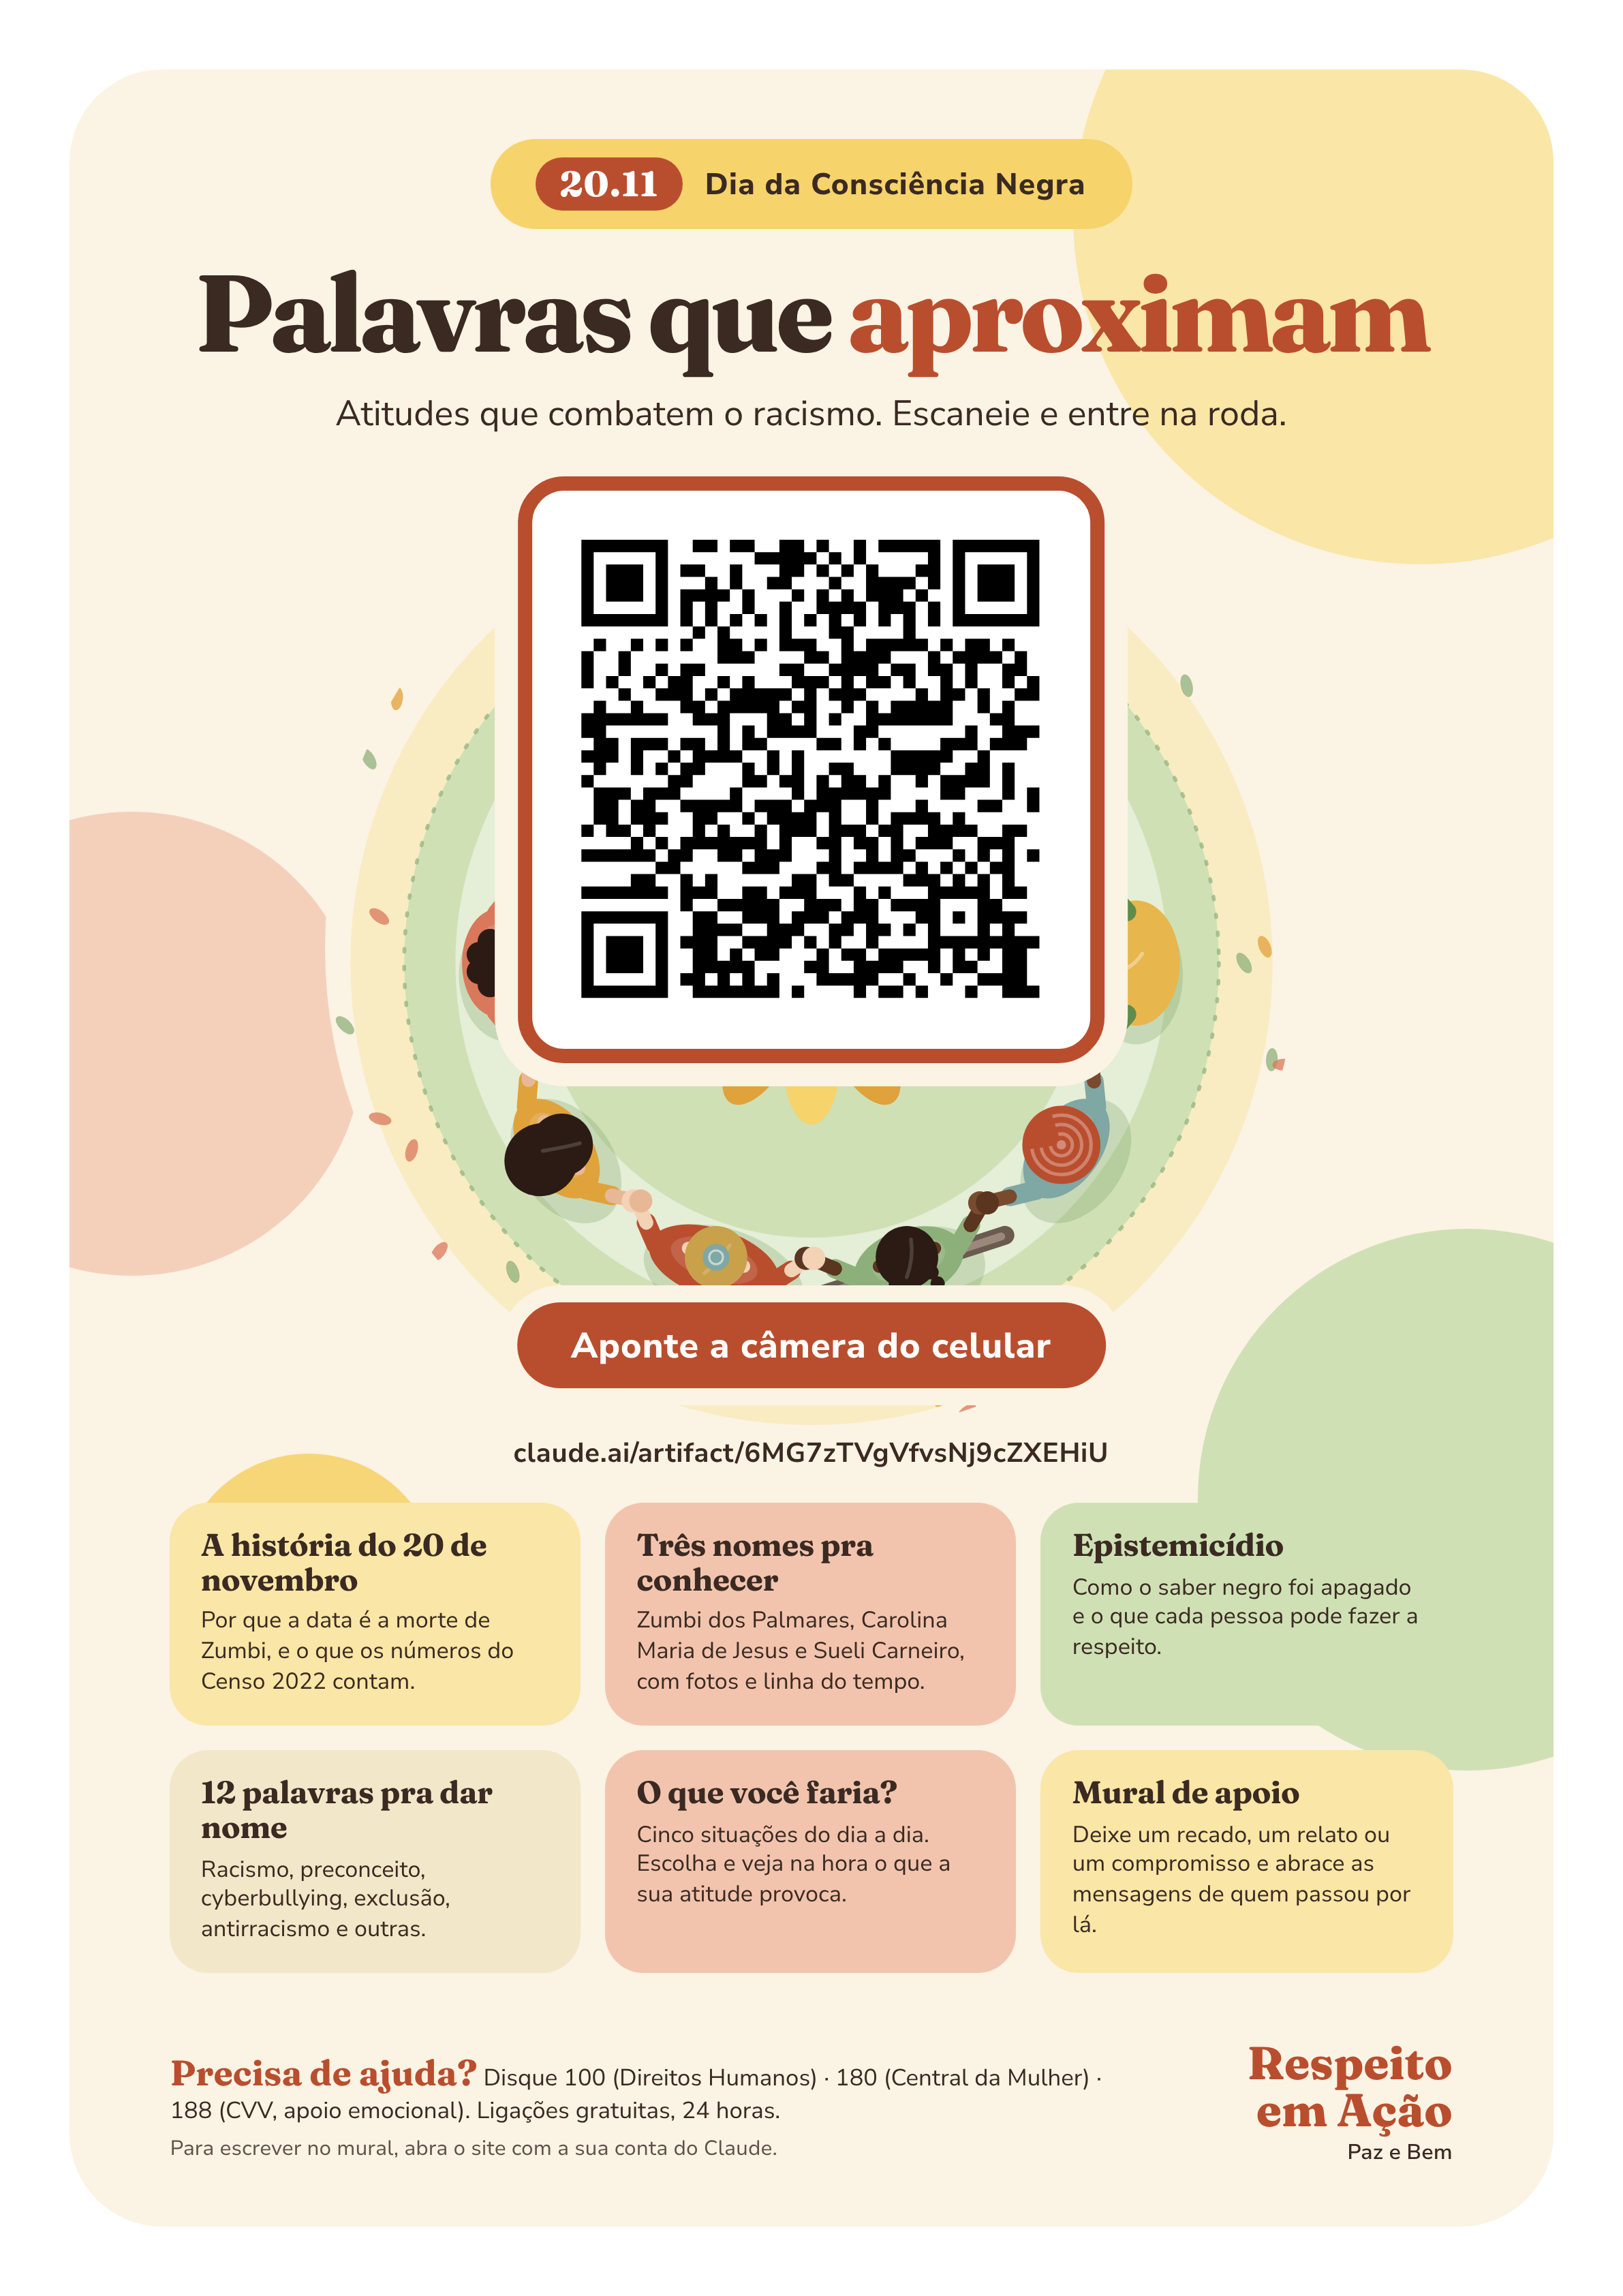 20.11 Dia da Consciência Negra
Palavras que aproximam
Atitudes que combatem o racismo. Escaneie e entre na roda.
Aponte a câmera do celular
claude.ai/artifact/6MG7zTVgVfvsNj9cZXEHiU
A história do 20 de
novembro
Por que a data é a morte de
Zumbi, e o que os números do
Censo 2022 contam.
Três nomes pra
conhecer
Zumbi dos Palmares, Carolina
Maria de Jesus e Sueli Carneiro,
com fotos e linha do tempo.
Epistemicídio
Como o saber negro foi apagado
e o que cada pessoa pode fazer a
respeito.
12 palavras pra dar
nome
Racismo, preconceito,
cyberbullying, exclusão,
antirracismo e outras.
O que você faria?
Cinco situações do dia a dia.
Escolha e veja na hora o que a
sua atitude provoca.
Mural de apoio
Deixe um recado, um relato ou
um compromisso e abrace as
mensagens de quem passou por
lá.
Precisa de ajuda? Disque 100 (Direitos Humanos) · 180 (Central da Mulher) ·
188 (CVV, apoio emocional). Ligações gratuitas, 24 horas.
Para escrever no mural, abra o site com a sua conta do Claude.
Respeito
em Ação
Paz e Bem